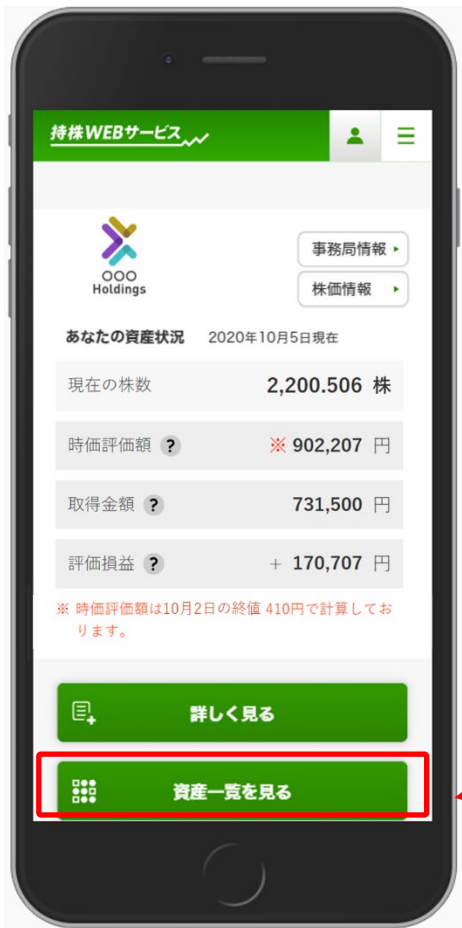 持株WEBサービス
事務局情報
株価情報
OOO
Holdings
あなたの資産状況 2020年10月5日現在
現在の株数 2,200.506 株
時価評価額 ? ※ 902,207 円
取得金額 ? 731,500 円
評価損益 ? + 170,707 円
※ 時価評価額は10月2日の終値 410円で計算してお
ります。
詳しく見る
資産一覧を見る